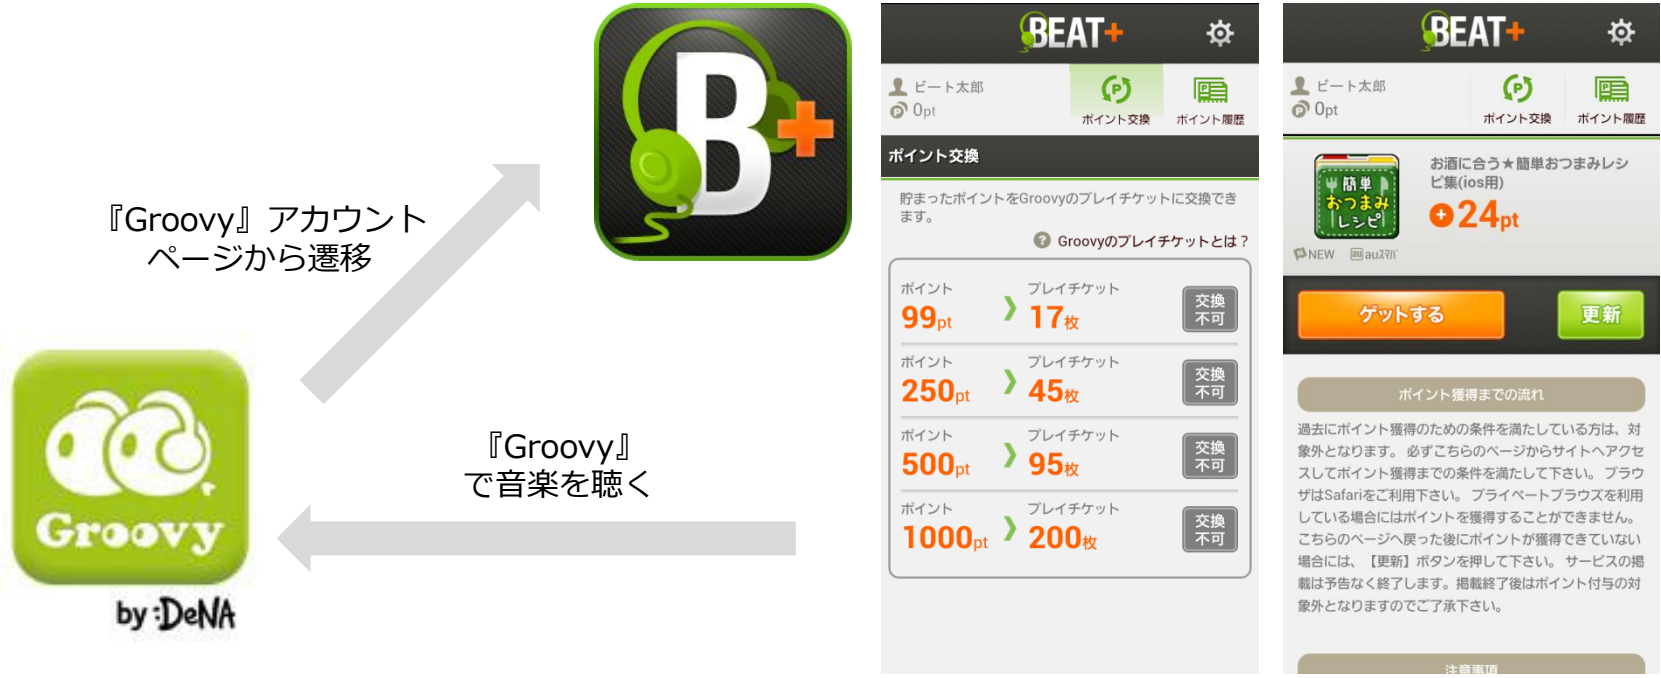 『Groovy』アカウント
ページから遷移
B+
Groovy
by :DeNA
『Groovy』
で音楽を聴く
BEAT+
ビート太郎
0pt
ポイント交換
ポイント履歴
ポイント交換
貯まったポイントをGroovyのプレイチケットに交換でき
ます。
? Groovyのプレイチケットとは？
ポイント
プレイチケット
99pt
17枚
交換
不可
ポイント
プレイチケット
250pt
45枚
交換
不可
ポイント
プレイチケット
500pt
95枚
交換
不可
ポイント
プレイチケット
1000pt
200枚
交換
不可
BEAT+
ビート太郎
0pt
ポイント交換
ポイント履歴
簡単
おつまみ
レシピ
お酒に合う★簡単おつまみレシ
ピ集(ios用)
+24pt
NEW
au auｽﾏﾊﾟ
ゲットする
更新
ポイント獲得までの流れ
過去にポイント獲得のための条件を満たしている方は、対
象外となります。 必ずこちらのページからサイトへアクセ
スしてポイント獲得までの条件を満たして下さい。 ブラウ
ザはSafariをご利用下さい。 プライベートブラウズを利用
している場合にはポイントを獲得することができません。
こちらのページへ戻った後にポイントが獲得できていない
場合には、【更新】ボタンを押して下さい。 サービスの掲
載は予告なく終了します。掲載終了後はポイント付与の対
象外となりますのでご了承下さい。
注意事項